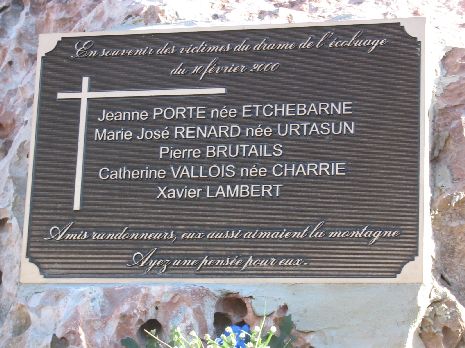 En souvenir des victimes du drame de l'écobuage
du 10 février 2000
Jeanne PORTE née ETCHEBARNE
Marie José RENARD née URTASUN
Pierre BRUTAILS
Catherine VALLOIS née CHARRIE
Xavier LAMBERT
Amis randonneurs, eux aussi aimaient la montagne
Ayez une pensée pour eux.